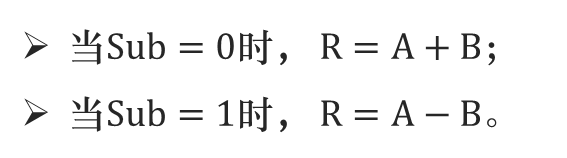 ➢ 当Sub = 0时，R = A + B；
➢ 当Sub = 1时，R = A − B。